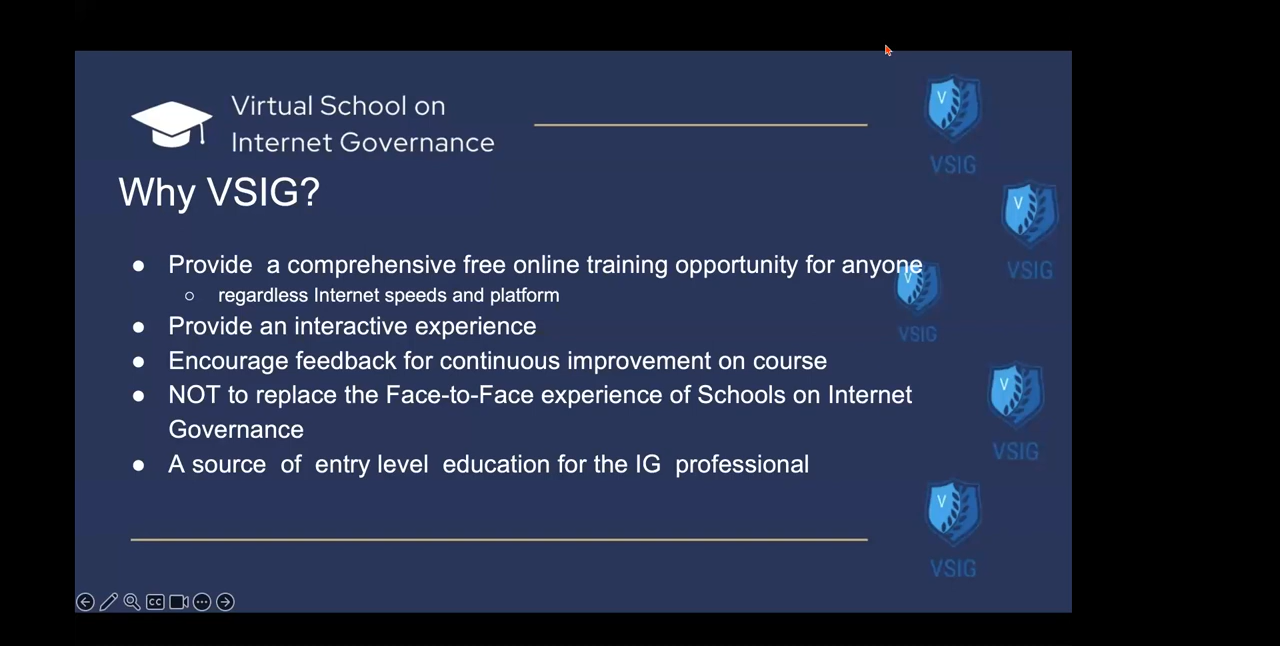 Virtual School on
Internet Governance
Why VSIG?
● Provide  a comprehensive free online training opportunity for anyone
○ regardless Internet speeds and platform
● Provide an interactive experience
● Encourage feedback for continuous improvement on course
● NOT to replace the Face-to-Face experience of Schools on Internet
Governance
● A source  of  entry level  education for the IG  professional
V
VSIG
V
VSIG
V
VSIG
V
VSIG
V
VSIG
CC